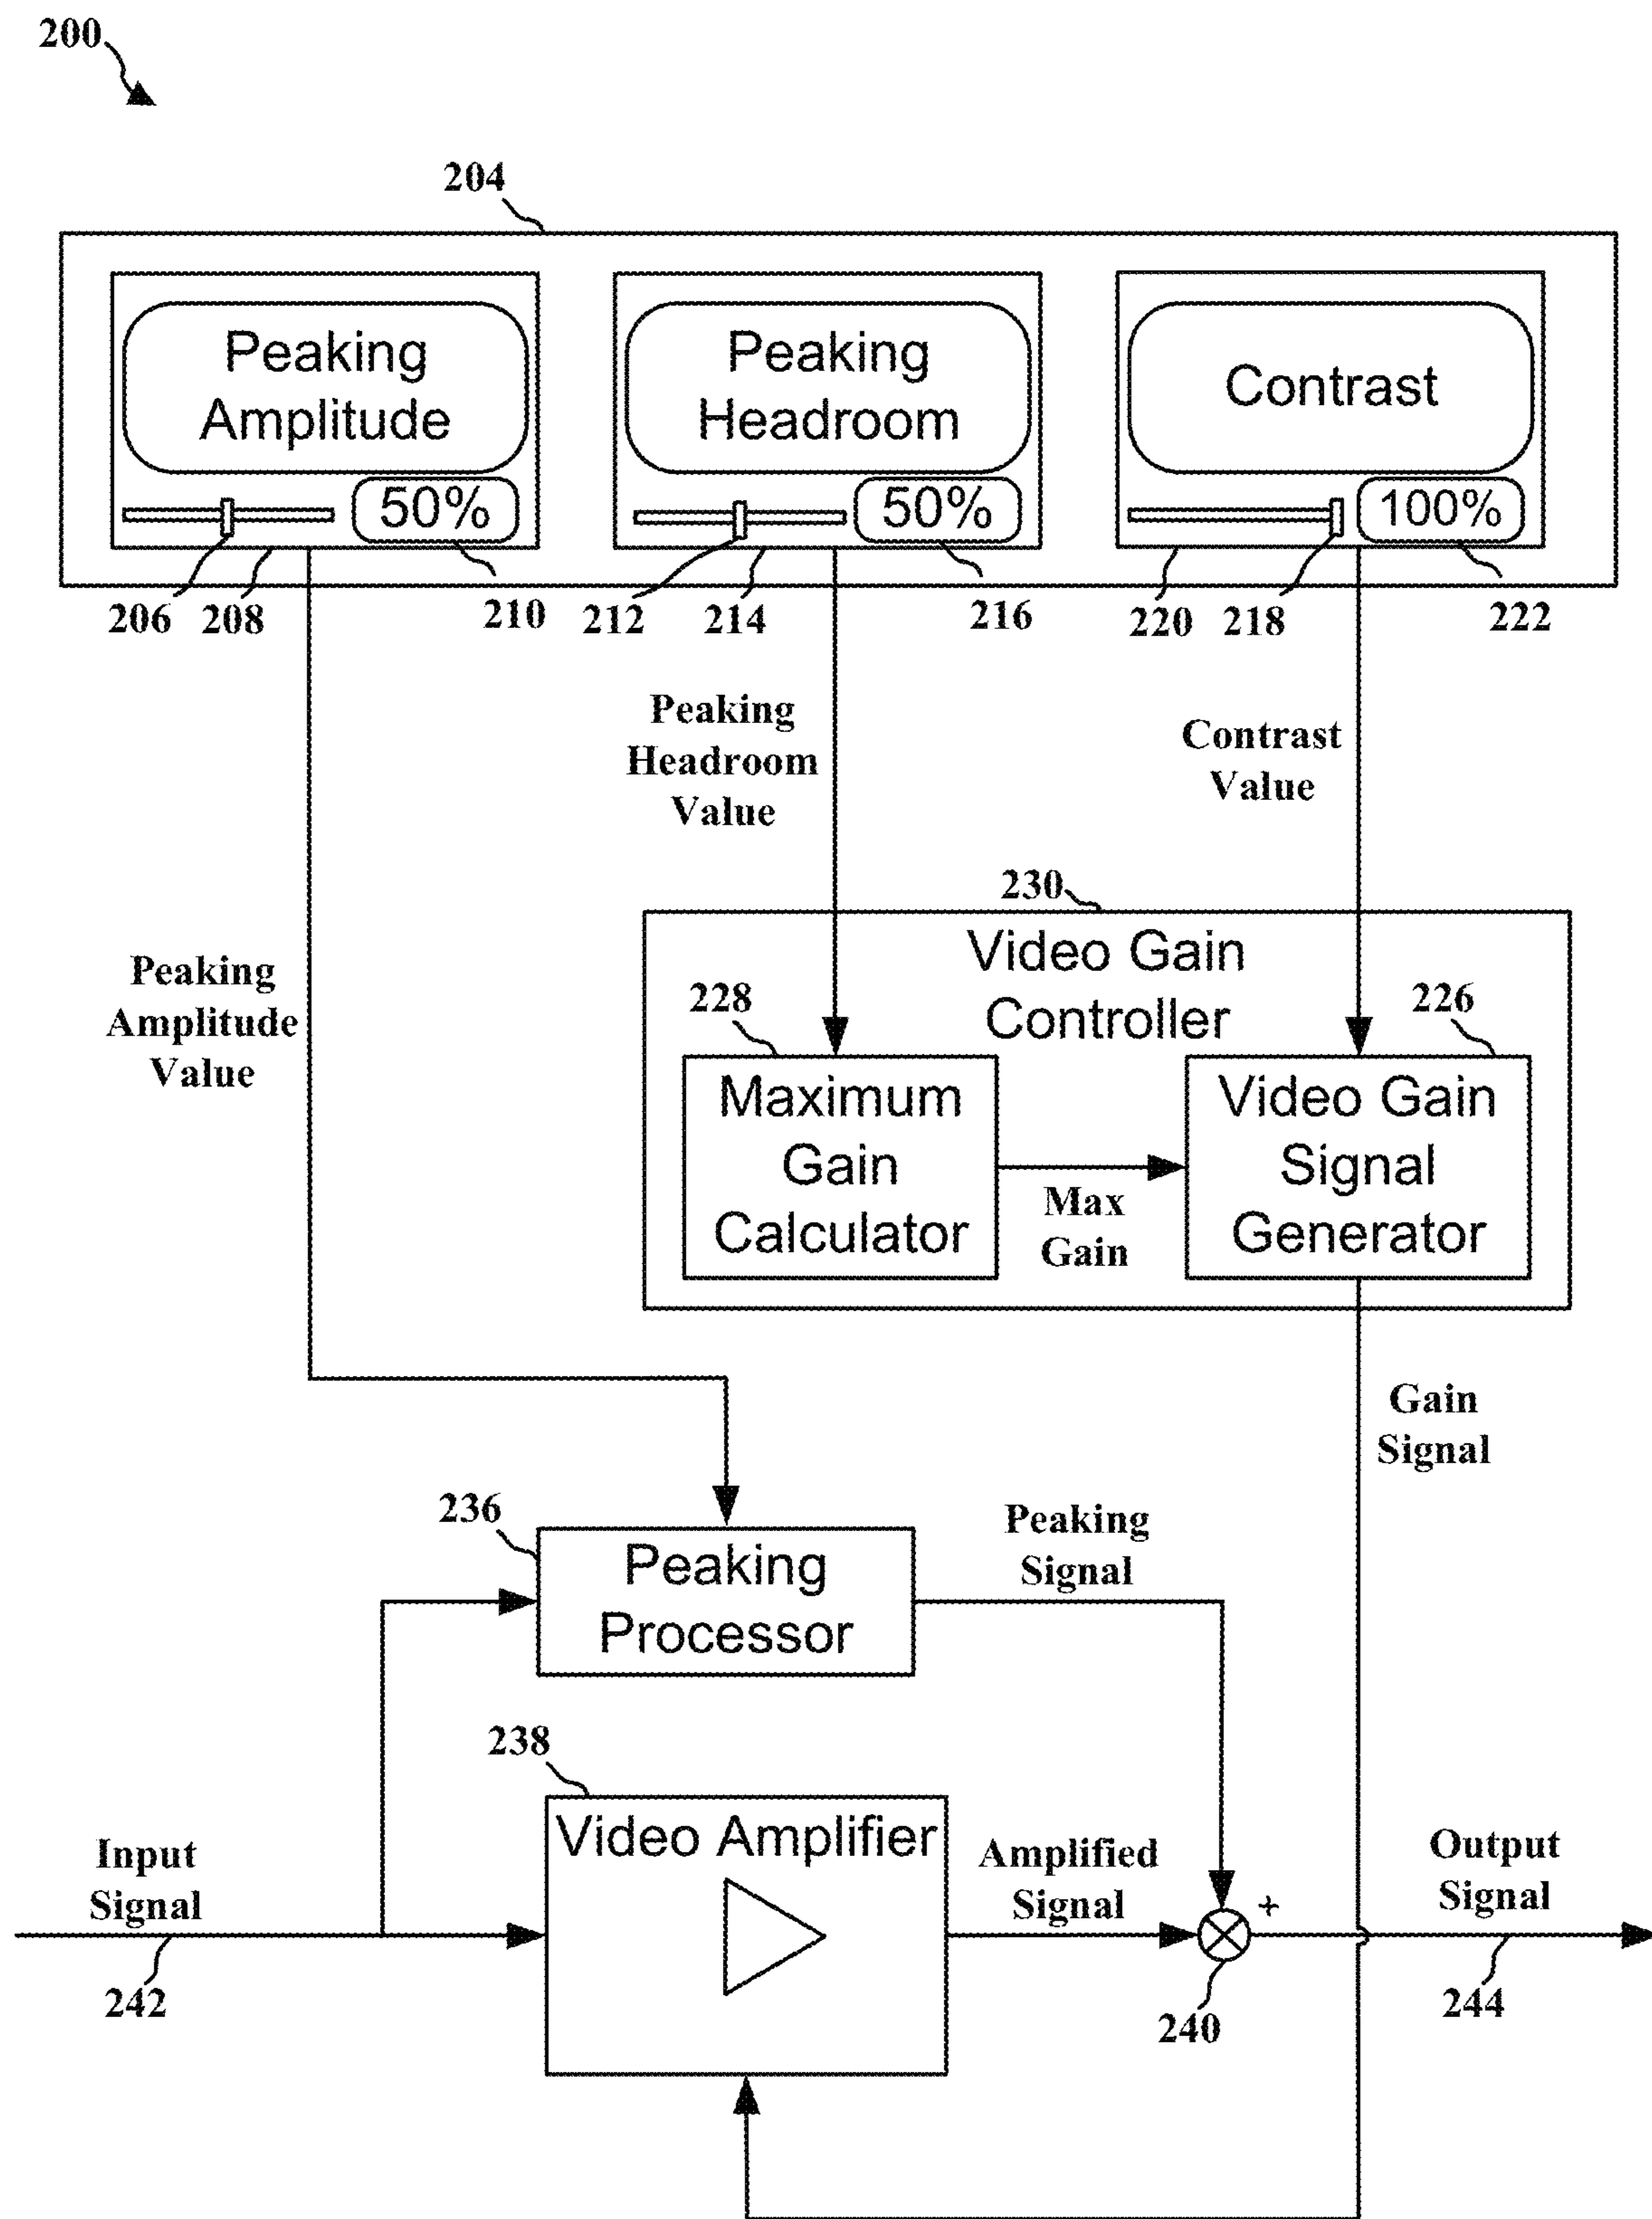 200
204
Peaking
Amplitude
50%
Peaking
Headroom
50%
Contrast
100%
206 208 210 212 214 216 220 218 222
Peaking
Headroom
Value
Contrast
Value
Peaking
Amplitude
Value
230
Video Gain
Controller
228
226
Maximum
Gain
Calculator
Max
Gain
Video Gain
Signal
Generator
Gain
Signal
236
Peaking
Processor
Peaking
Signal
238
Video Amplifier
Input
Signal
242
Amplified
Signal
+
240
Output
Signal
244